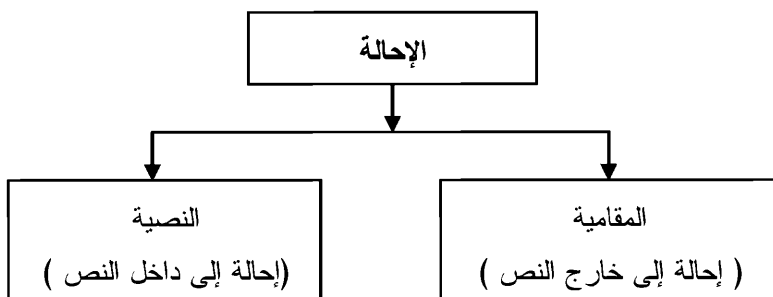 الإحالة
المقامية
( إحالة إلى خارج النص )
النصية
(إحالة إلى داخل النص )